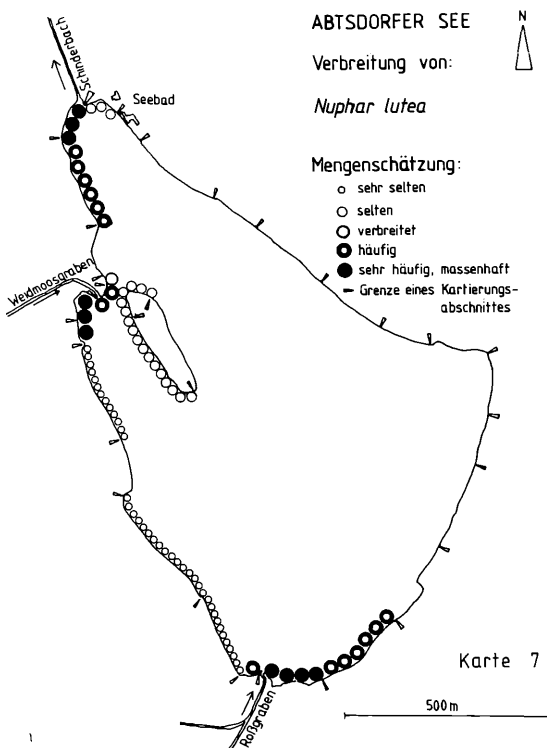 ABTSDORFER SEE
N
Verbreitung von:
Nuphar lutea
Schinderbach
Seebad
Mengenschätzung:
sehr selten
selten
verbreitet
häufig
sehr häufig, massenhaft
Grenze eines Kartierungs-
abschnittes
Weidmoosgraben
Karte 7
500m
Roßgraben